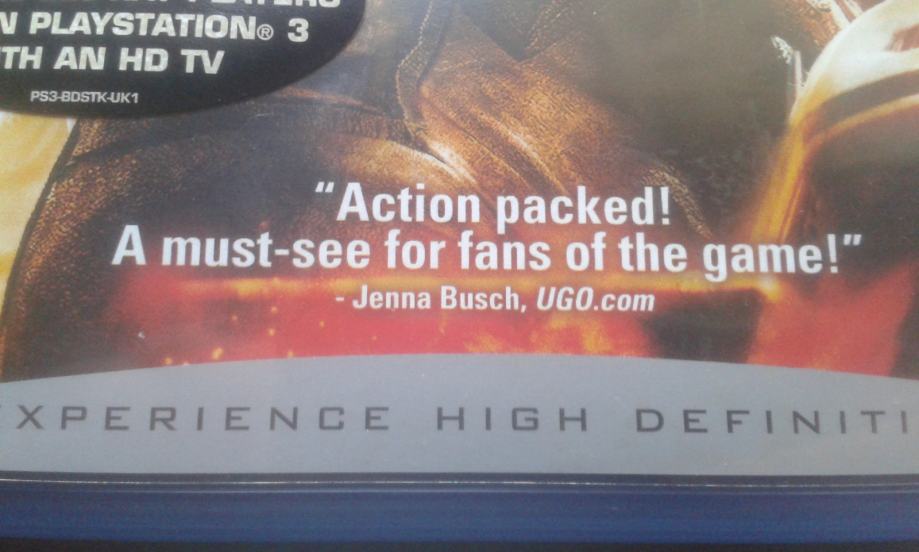 N PLAYSTATION® 3
TH AN HD TV
PS3-BDSTK-UK1
“Action packed!
A must-see for fans of the game!”
- Jenna Busch, UGO.com
XPERIENCE HIGH DEFINITI